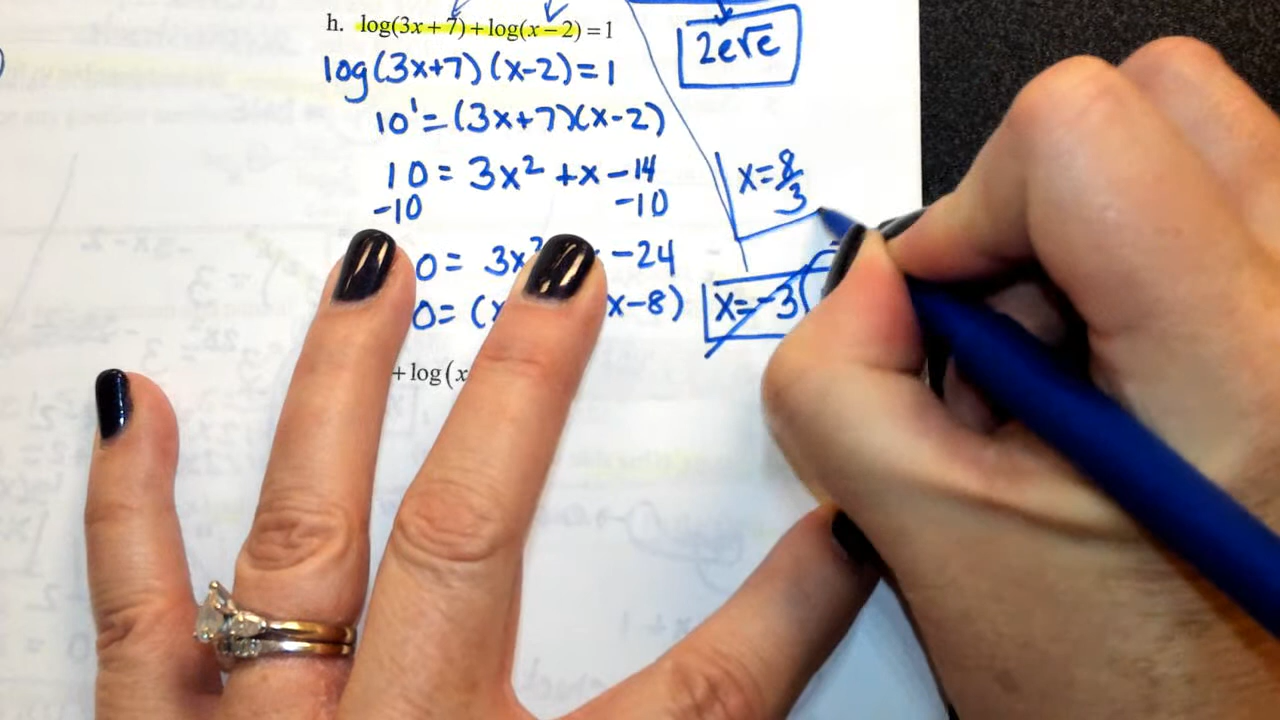 h. log(3x+7)+log(x−2)=1
2e√e
log(3x+7)(x-2)=1
10¹=(3x+7)(x-2)
10=3x²+x-14
-10 -10
x=8/3
0= 3x² -24
0=(x x-8)
x=-3
+log(x